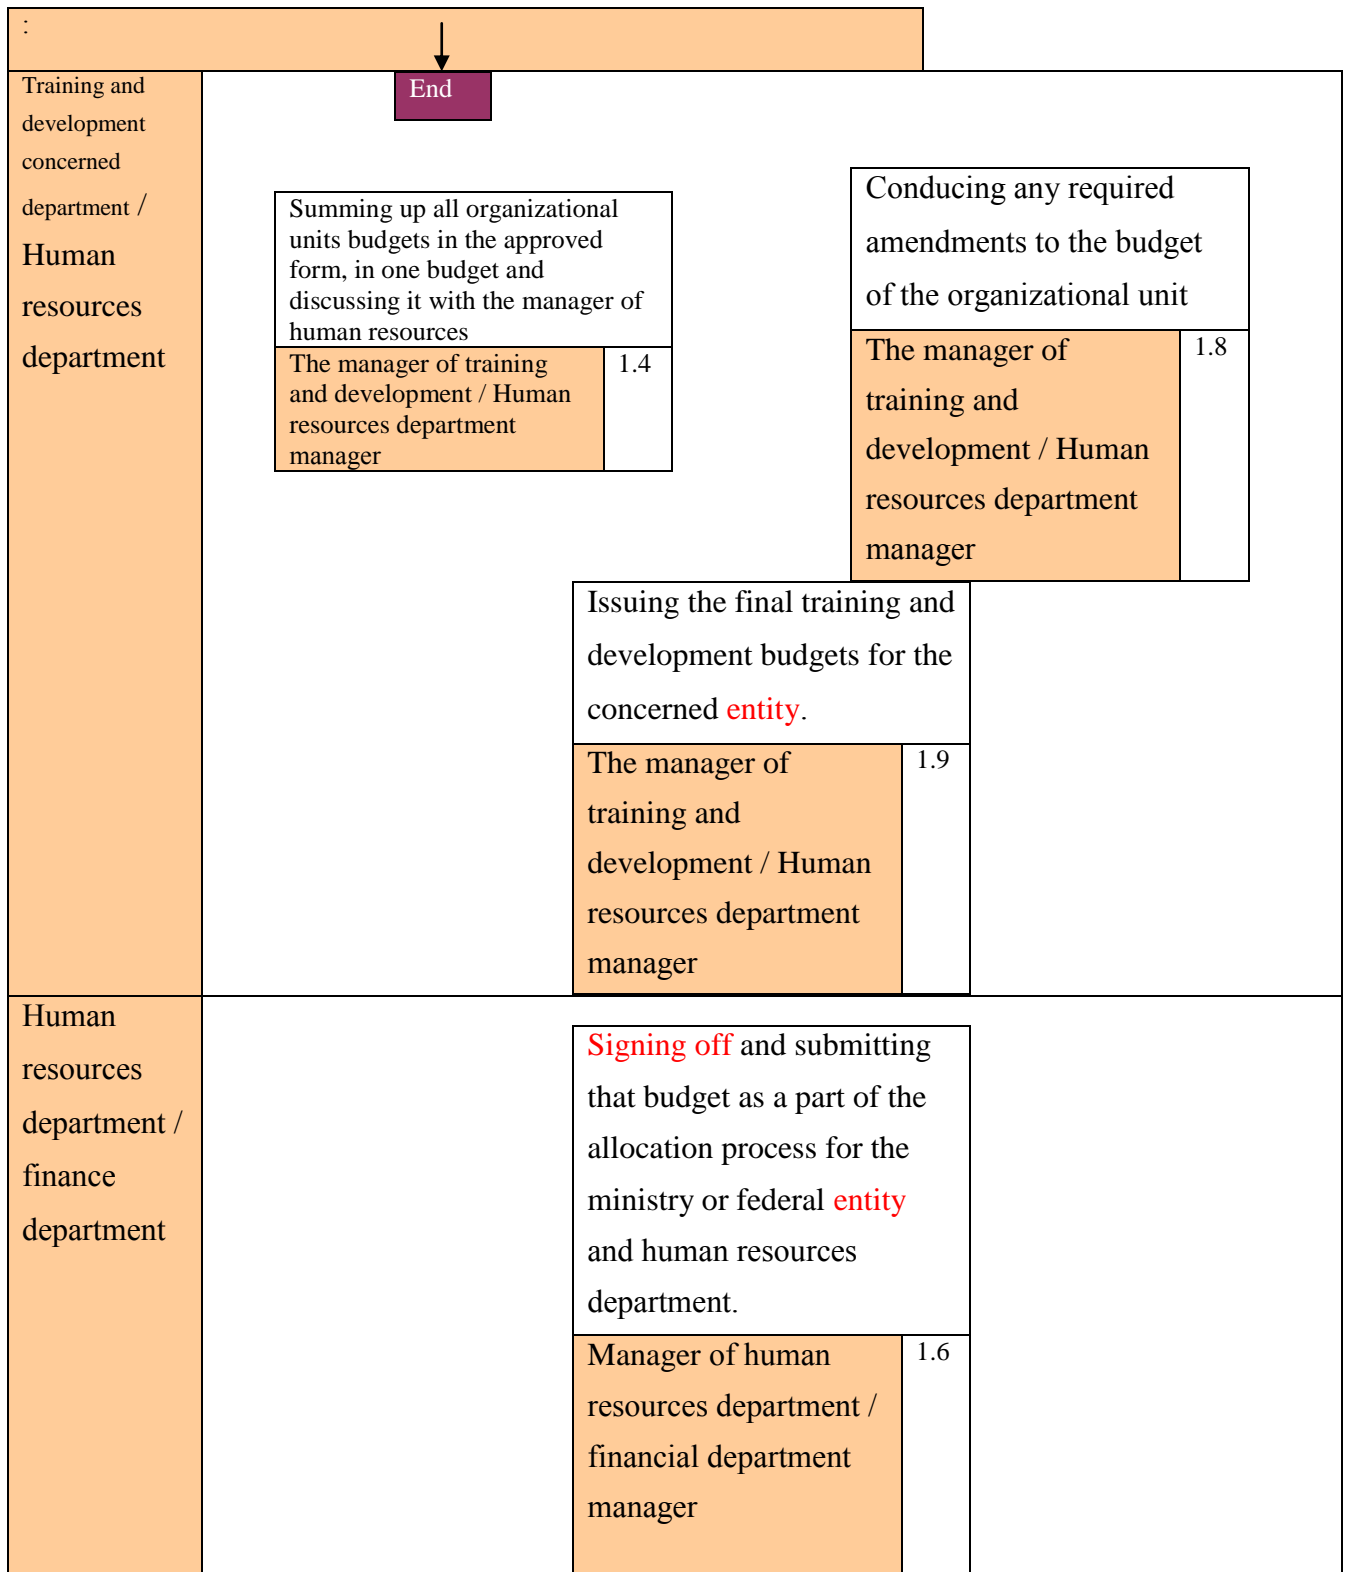 :
Training and
development
concerned
department /
Human
resources
department
End
Summing up all organizational
units budgets in the approved
form, in one budget and
discussing it with the manager of
human resources
The manager of training
and development / Human
resources department
manager
1.4
Conducing any required
amendments to the budget
of the organizational unit
The manager of
training and
development / Human
resources department
manager
1.8
Issuing the final training and
development budgets for the
concerned entity.
The manager of
training and
development / Human
resources department
manager
1.9
Human
resources
department /
finance
department
Signing off and submitting
that budget as a part of the
allocation process for the
ministry or federal entity
and human resources
department.
Manager of human
resources department /
financial department
manager
1.6